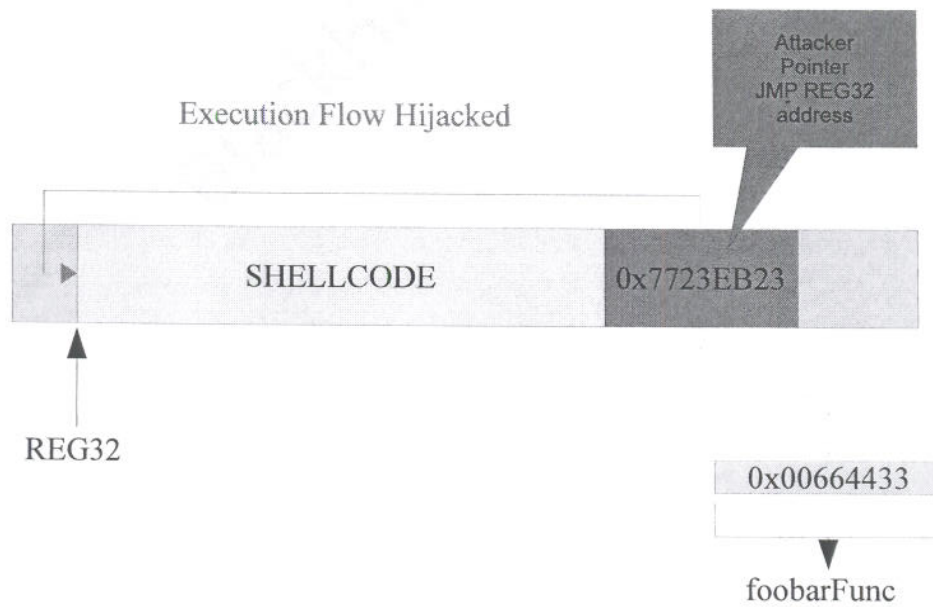 Attacker
Pointer
JMP REG32
address
Execution Flow Hijacked
SHELLCODE
0x7723EB23
REG32
0x00664433
foobarFunc